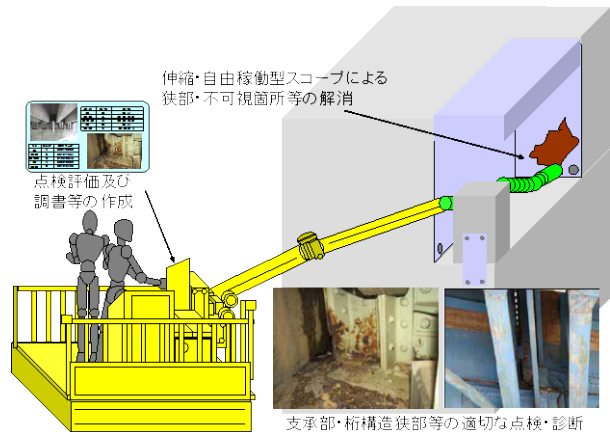 伸縮・自由稼働型スコープによる
狭部・不可視箇所等の解消
点検評価及び
調書等の作成
支承部・桁構造狭部等の適切な点検・診断